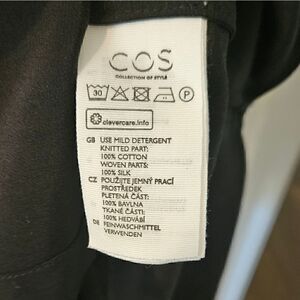 COS
COLLECTION OF STYLE
30
P
clevercare.info
GB USE MILD DETERGENT
KNITTED PART:
100% COTTON
WOVEN PARTS:
100% SILK
CZ POUŽIJTE JEMNÝ PRACÍ
PROSTŘEDEK
PLETENÁ ČÁST:
100% BAVLNA
TKANÉ ČÁSTI:
100% HEDVÁBÍ
DE FEINWASCHMITTEL
VERWENDEN